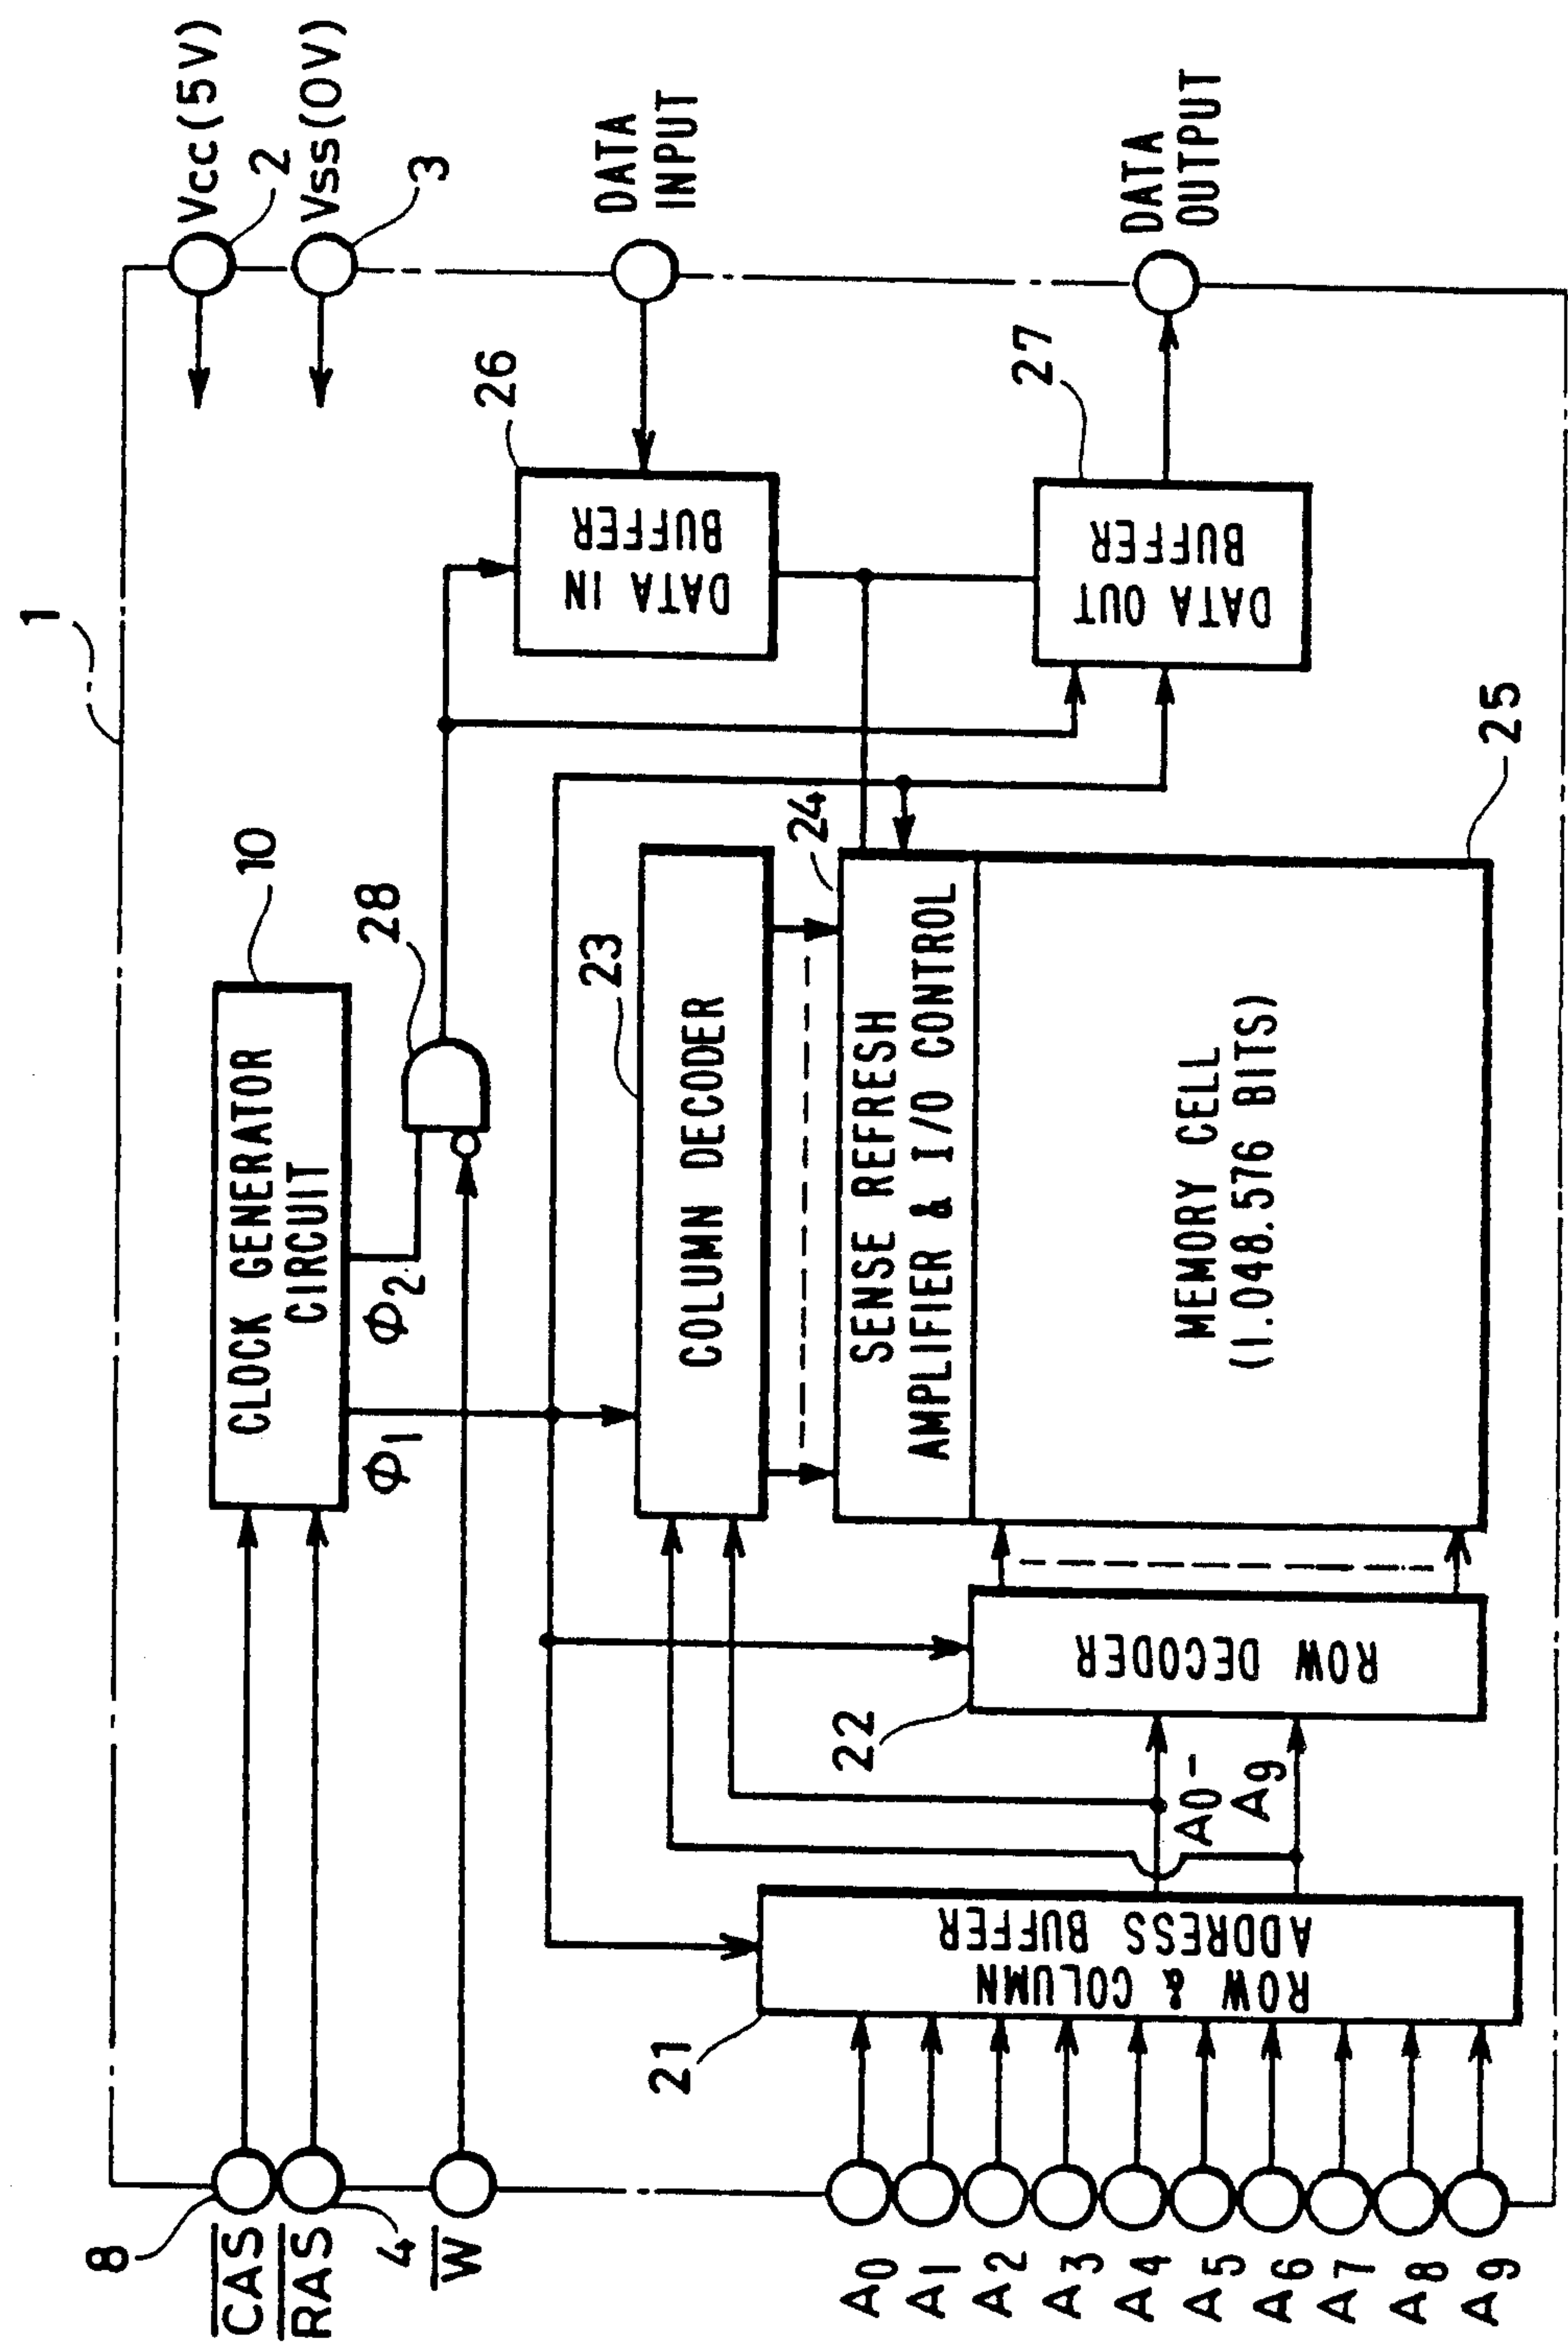 1
Vcc(5V)
2
Vss(0V)
3
8
CAS
RAS
4
W
CLOCK GENERATOR
CIRCUIT
10
Φ1
Φ2
28
26
DATA IN
BUFFER
DATA
INPUT
23
COLUMN DECODER
24
SENSE REFRESH
AMPLIFIER & I/O CONTROL
MEMORY CELL
(1.048.576 BITS)
25
27
DATA OUT
BUFFER
DATA
OUTPUT
22
ROW DECODER
A0-
A9
21
ROW & COLUMN
ADDRESS BUFFER
A0
A1
A2
A3
A4
A5
A6
A7
A8
A9